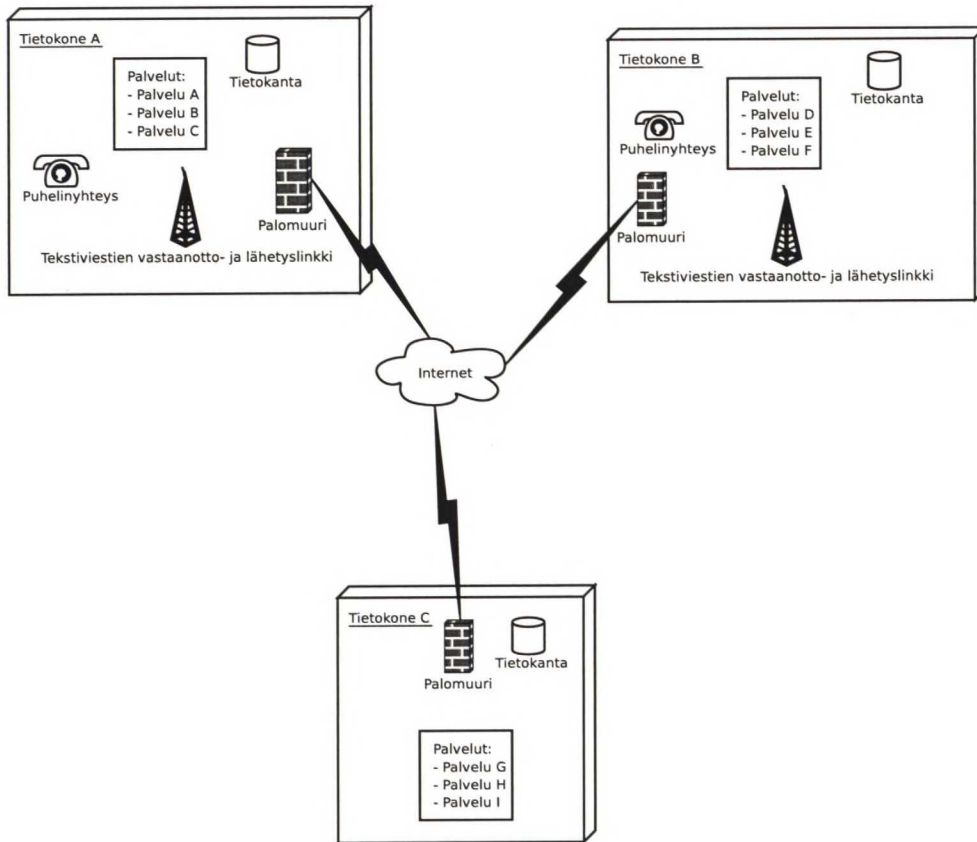 Tietokone A
Tietokanta
Palvelut:
- Palvelu A
- Palvelu B
- Palvelu C
Puhelinyhteys
Palomuuri
Tekstiviestien vastaanotto- ja lähetyslinkki
Tietokone B
Tietokanta
Palvelut:
- Palvelu D
- Palvelu E
- Palvelu F
Puhelinyhteys
Palomuuri
Tekstiviestien vastaanotto- ja lähetyslinkki
Internet
Tietokone C
Tietokanta
Palomuuri
Palvelut:
- Palvelu G
- Palvelu H
- Palvelu I